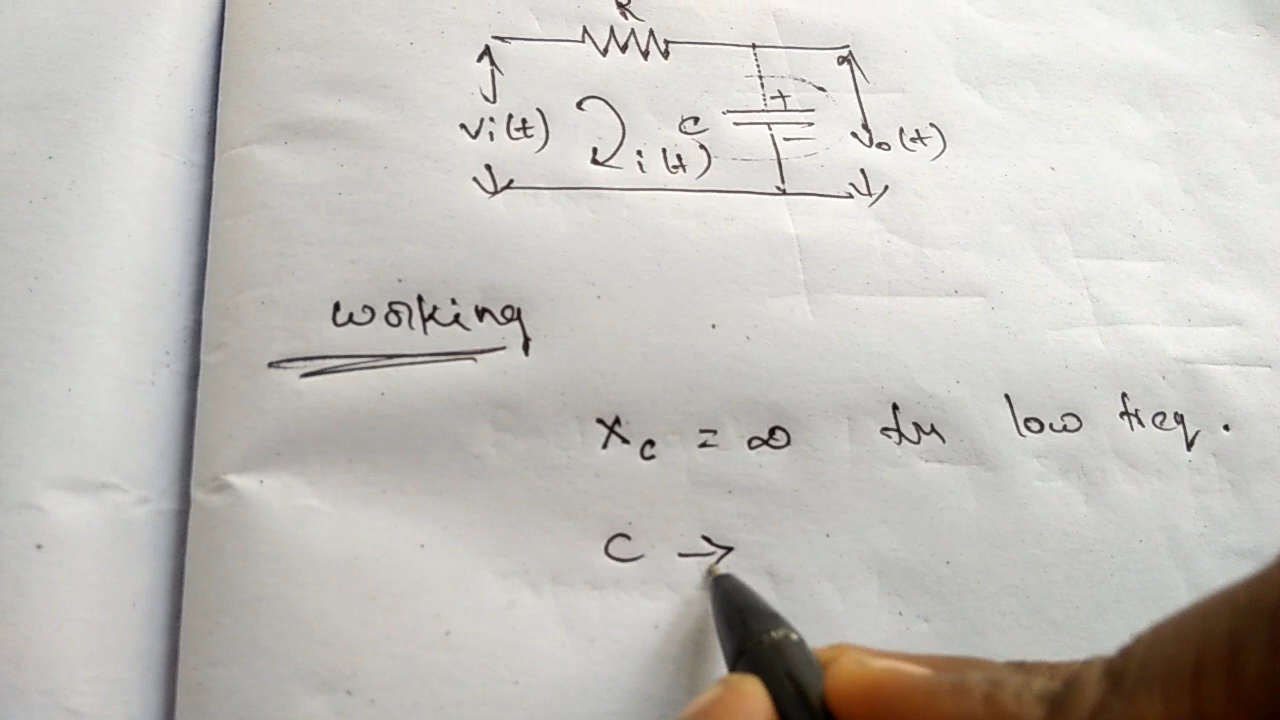 R
vi(t)
i(t)
C
+
−
vo(t)
working
Xc = ∞ for low freq.
C →